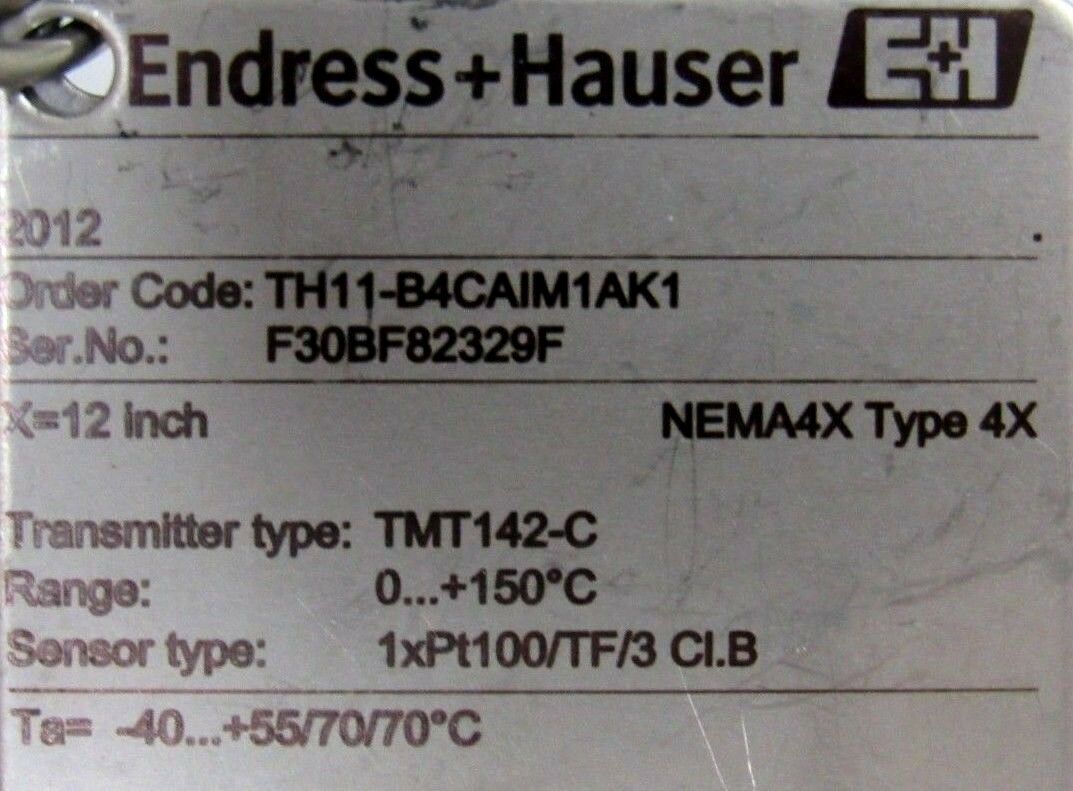 Endress+Hauser E+H
2012
Order Code: TH11-B4CAIM1AK1
Ser.No.: F30BF82329F
X=12 inch NEMA4X Type 4X
Transmitter type: TMT142-C
Range: 0...+150°C
Sensor type: 1xPt100/TF/3 Cl.B
Ta= -40...+55/70/70°C